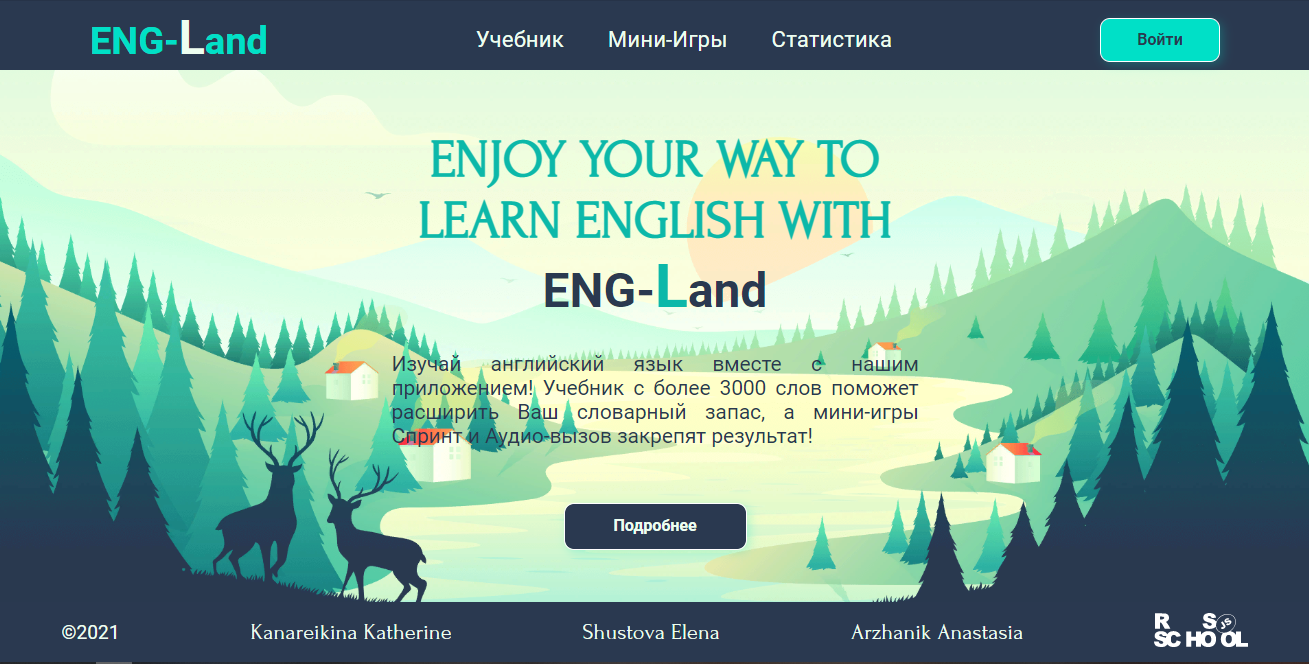 ENG-Land
Учебник Мини-Игры Статистика
Войти
ENJOY YOUR WAY TO
LEARN ENGLISH WITH
ENG-Land
Изучай английский язык вместе с нашим
приложением! Учебник с более 3000 слов поможет
расширить Ваш словарный запас, а мини-игры
Спринт и Аудио-вызов закрепят результат!
Подробнее
©2021 Kanareikina Katherine Shustova Elena Arzhanik Anastasia
R S JS
SCHOOL